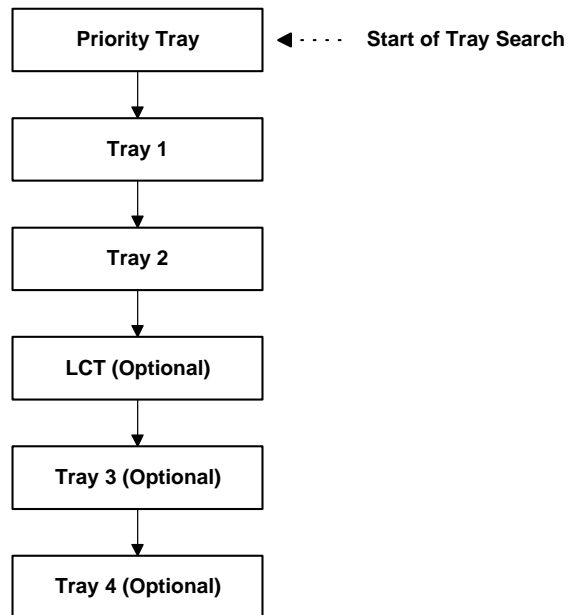 Priority Tray
Start of Tray Search
Tray 1
Tray 2
LCT (Optional)
Tray 3 (Optional)
Tray 4 (Optional)